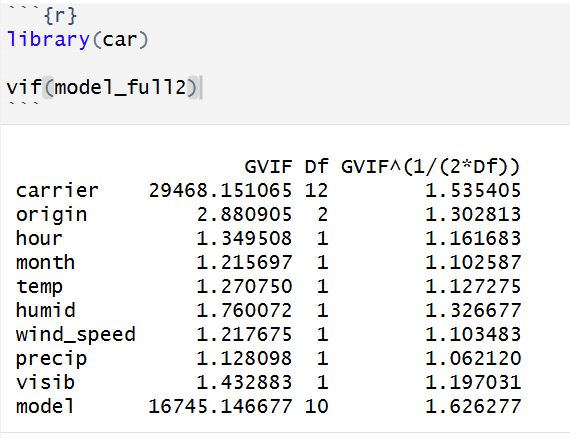 ```{r}
library(car)
vif(model_full2)
```
GVIF Df GVIF^(1/(2*Df))
carrier 29468.151065 12 1.535405
origin 2.880905 2 1.302813
hour 1.349508 1 1.161683
month 1.215697 1 1.102587
temp 1.270750 1 1.127275
humid 1.760072 1 1.326677
wind_speed 1.217675 1 1.103483
precip 1.128098 1 1.062120
visib 1.432883 1 1.197031
model 16745.146677 10 1.626277